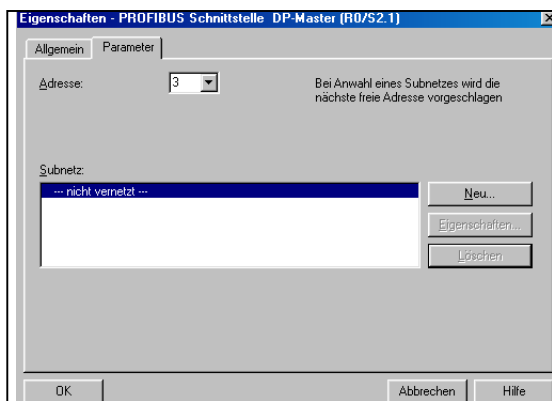 Eigenschaften - PROFIBUS Schnittstelle DP-Master (R0/S2.1)
Allgemein Parameter
Adresse: 3
Bei Anwahl eines Subnetzes wird die
nächste freie Adresse vorgeschlagen
Subnetz:
--- nicht vernetzt ---
Neu...
Eigenschaften...
Löschen
OK Abbrechen Hilfe